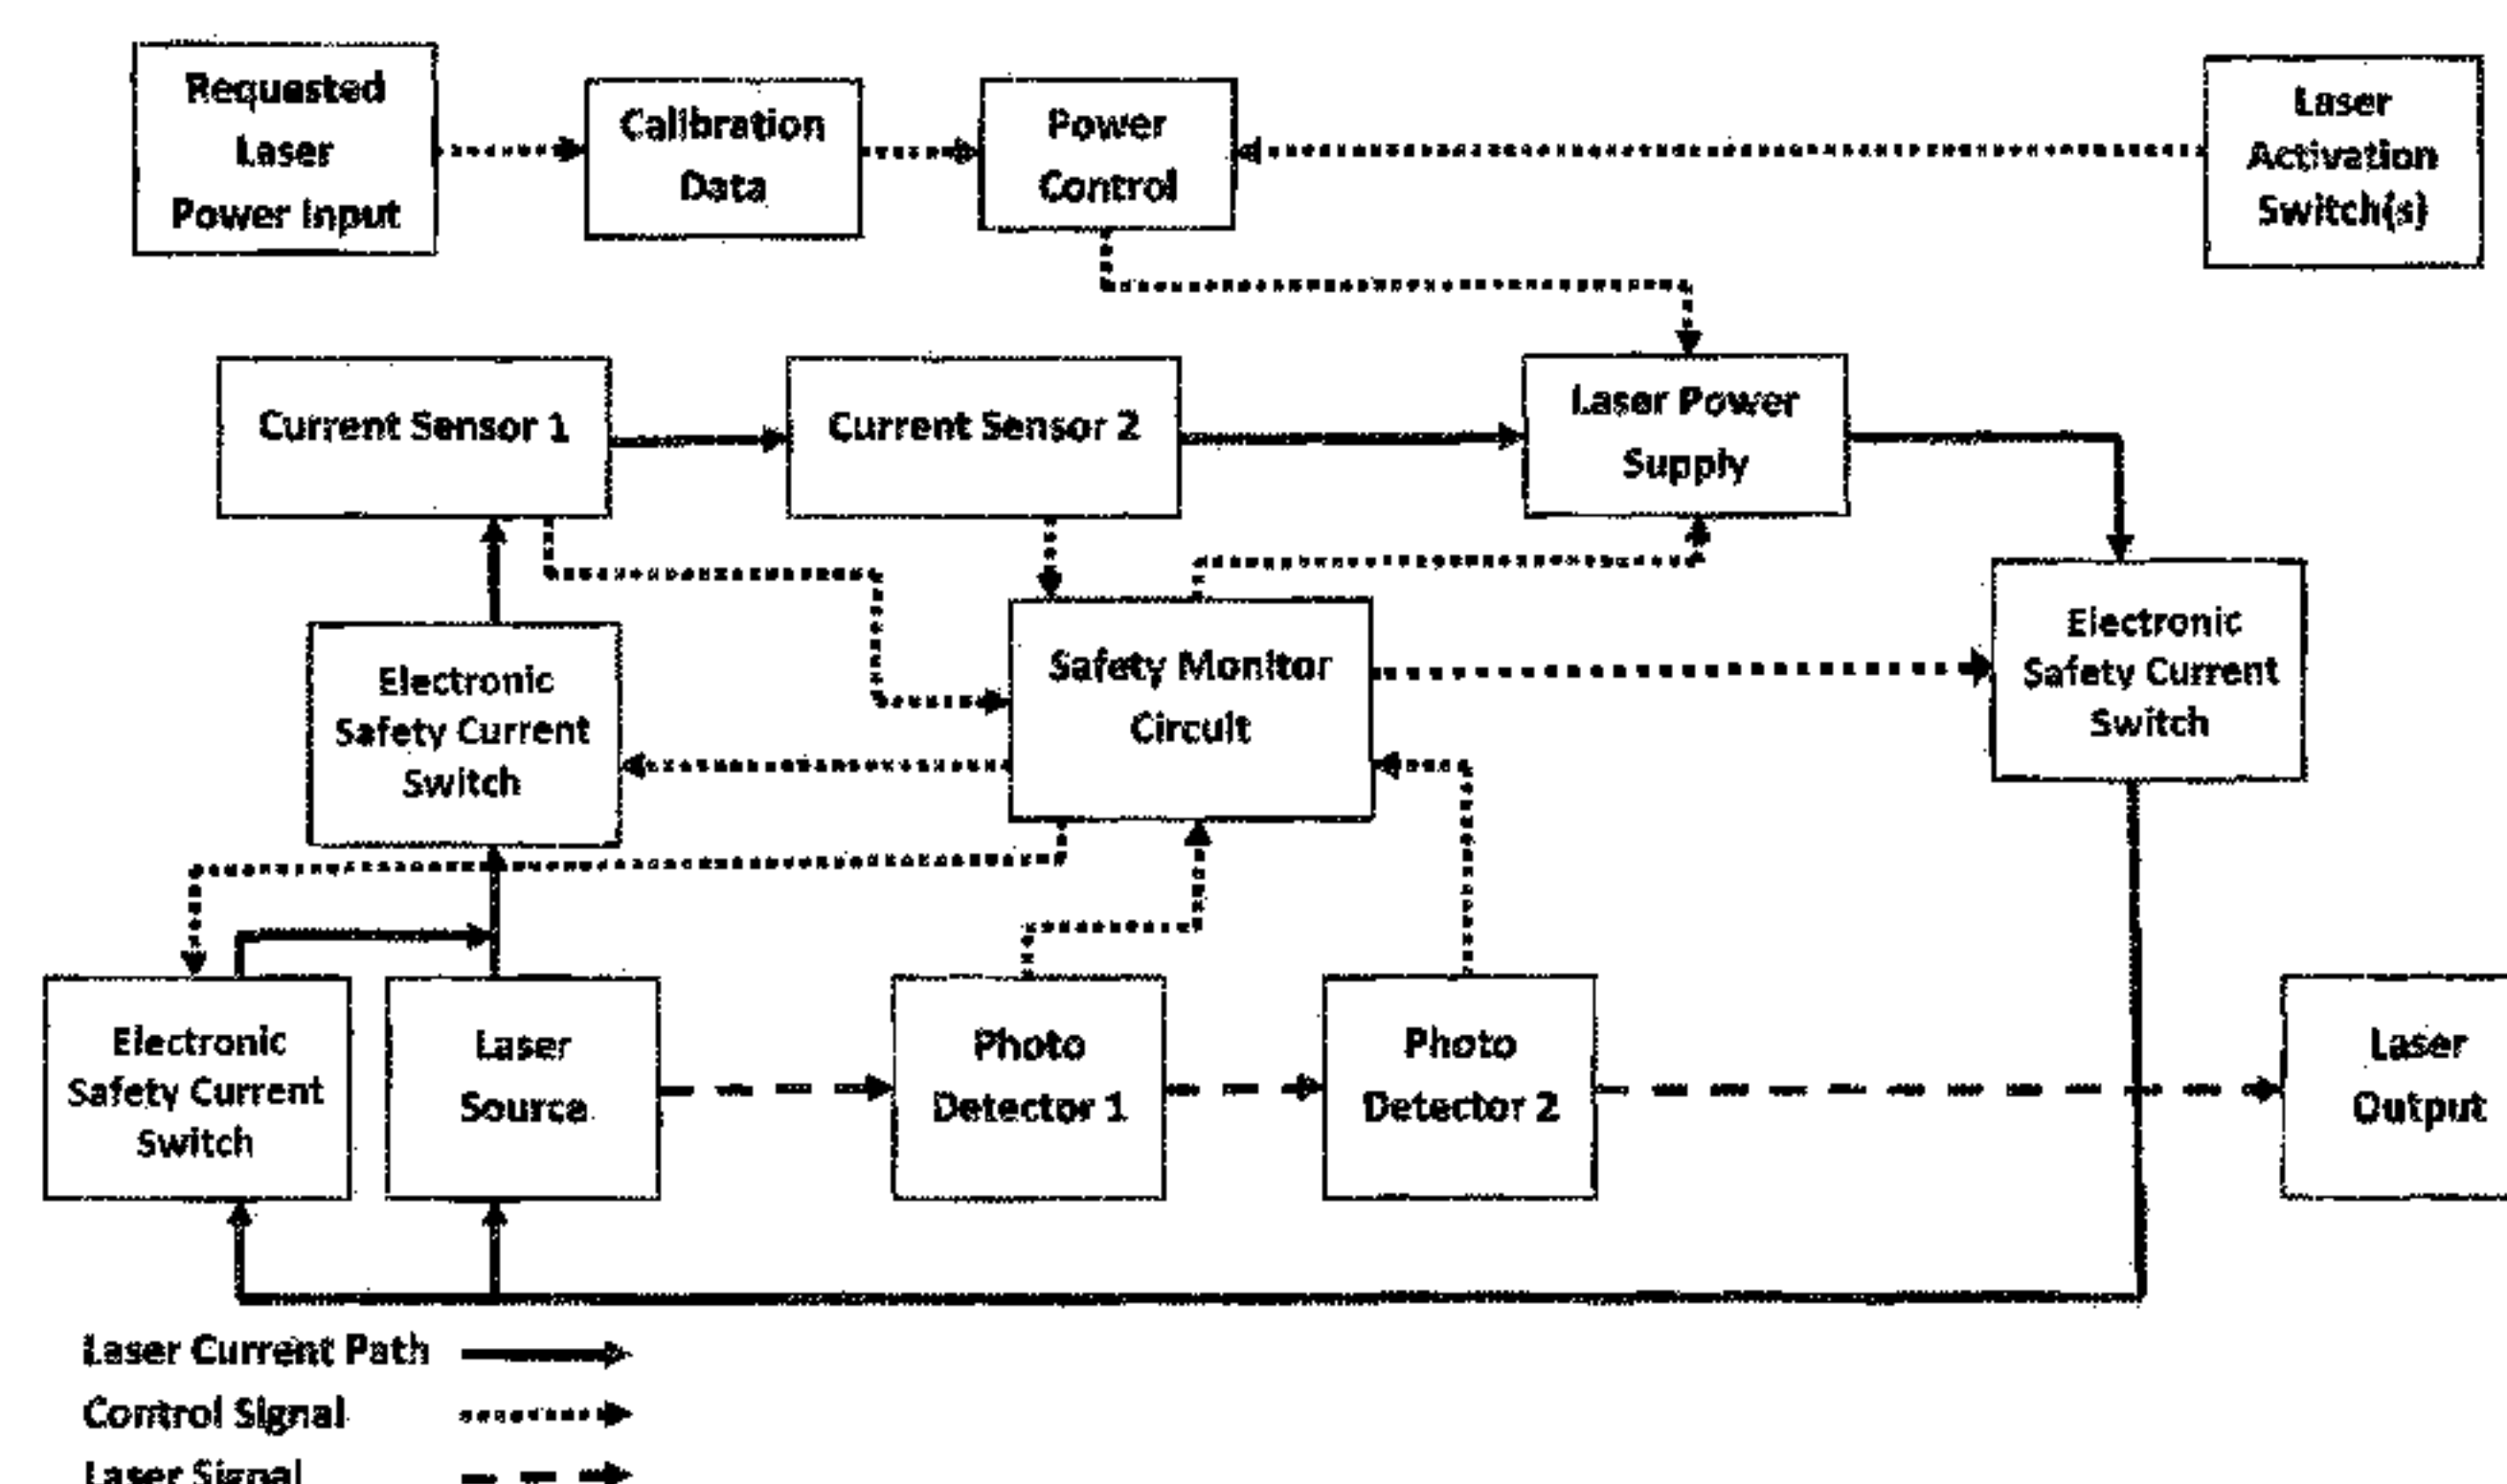 Requested
Laser
Power Input
Calibration
Data
Power
Control
Laser
Activation
Switch(s)
Current Sensor 1
Current Sensor 2
Laser Power
Supply
Electronic
Safety Current
Switch
Safety Monitor
Circuit
Electronic
Safety Current
Switch
Electronic
Safety Current
Switch
Laser
Source
Photo
Detector 1
Photo
Detector 2
Laser
Output
Laser Current Path
Control Signal
Laser Signal